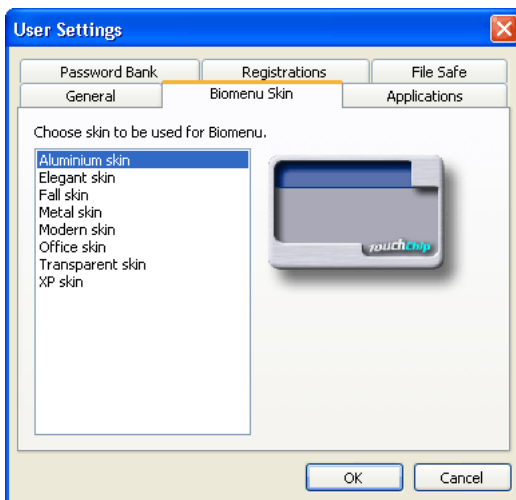 User Settings
Password Bank
Registrations
File Safe
General
Biomenu Skin
Applications
Choose skin to be used for Biomenu.
Aluminium skin
Elegant skin
Fall skin
Metal skin
Modern skin
Office skin
Transparent skin
XP skin
TouchChip
OK
Cancel